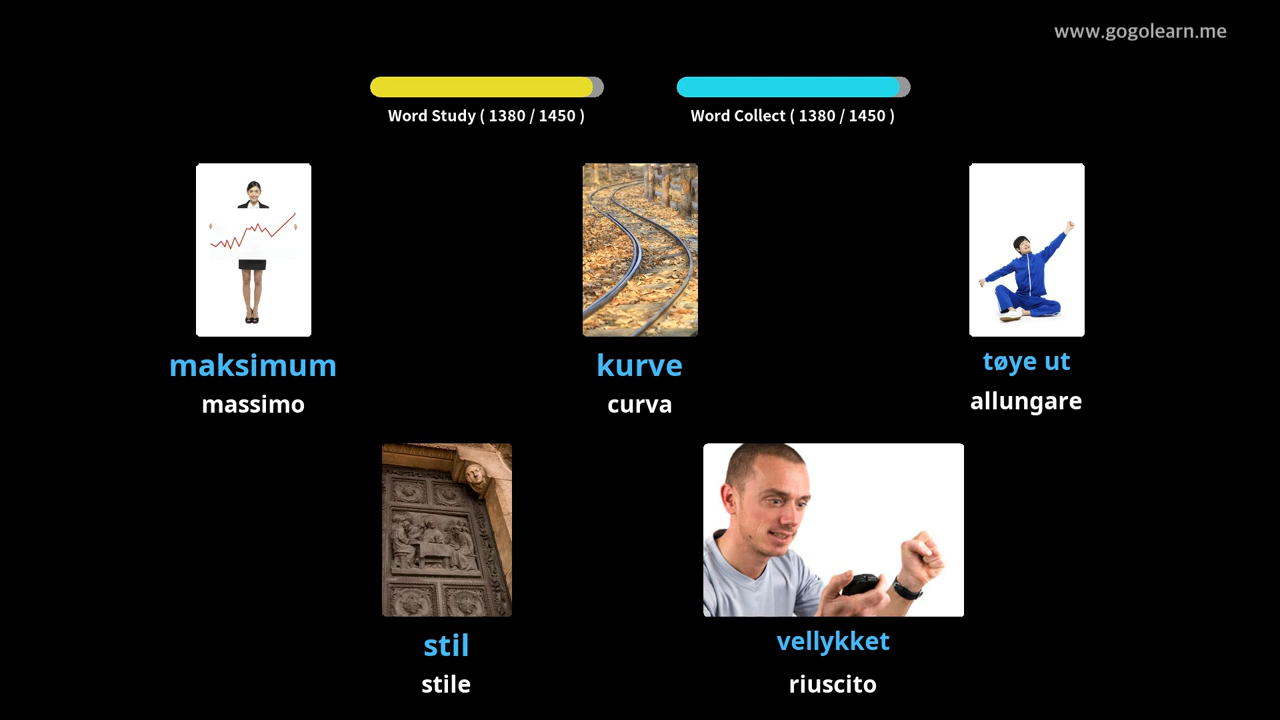 www.gogolearn.me
Word Study ( 1380 / 1450 )
Word Collect ( 1380 / 1450 )
maksimum
massimo
kurve
curva
tøye ut
allungare
stil
stile
vellykket
riuscito